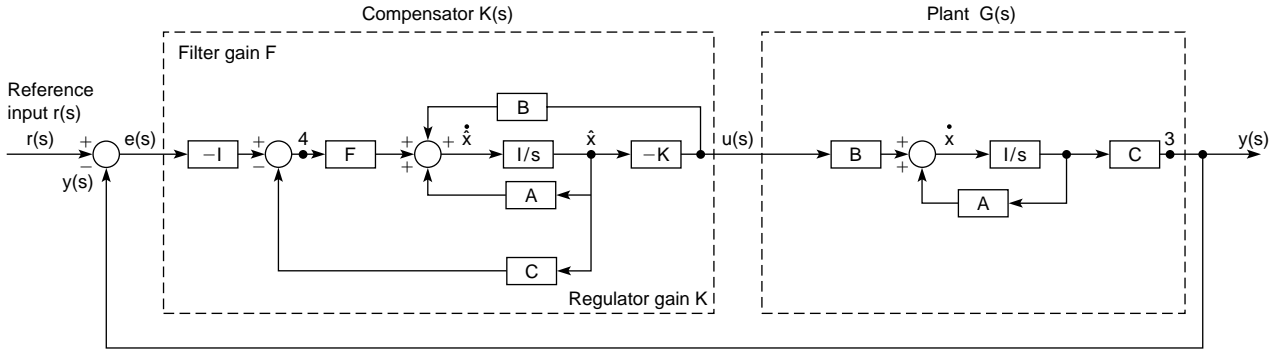 Compensator K(s)
Plant G(s)
Filter gain F
Reference
input r(s)
r(s)
+
−
e(s)
y(s)
−I
+
−
4
F
+
+
+
+
B
ẋ̂
I/s
x̂
−K
A
C
Regulator gain K
u(s)
B
+
+
ẋ
I/s
A
C
3
y(s)